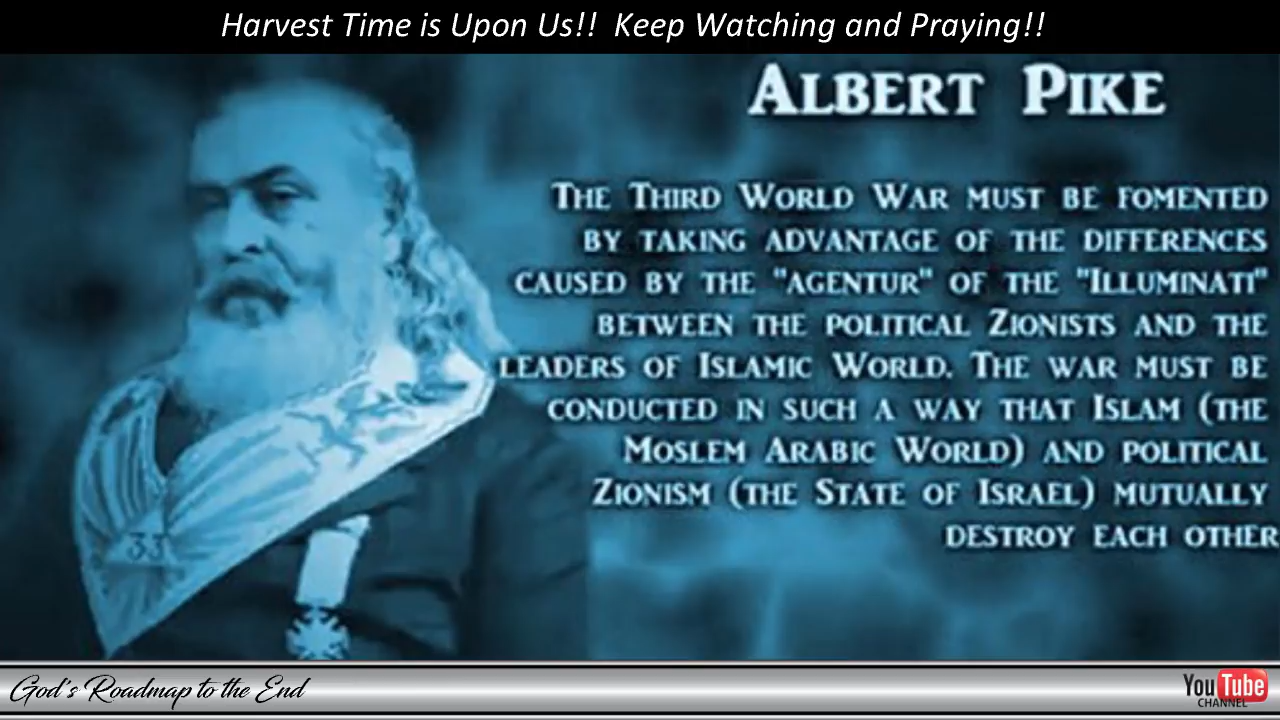 Harvest Time is Upon Us!! Keep Watching and Praying!!
ALBERT PIKE
THE THIRD WORLD WAR MUST BE FOMENTED
BY TAKING ADVANTAGE OF THE DIFFERENCES
CAUSED BY THE "AGENTUR" OF THE "ILLUMINATI"
BETWEEN THE POLITICAL ZIONISTS AND THE
LEADERS OF ISLAMIC WORLD. THE WAR MUST BE
CONDUCTED IN SUCH A WAY THAT ISLAM (THE
MOSLEM ARABIC WORLD) AND POLITICAL
ZIONISM (THE STATE OF ISRAEL) MUTUALLY
DESTROY EACH OTHER
33
God's Roadmap to the End
YouTube
CHANNEL